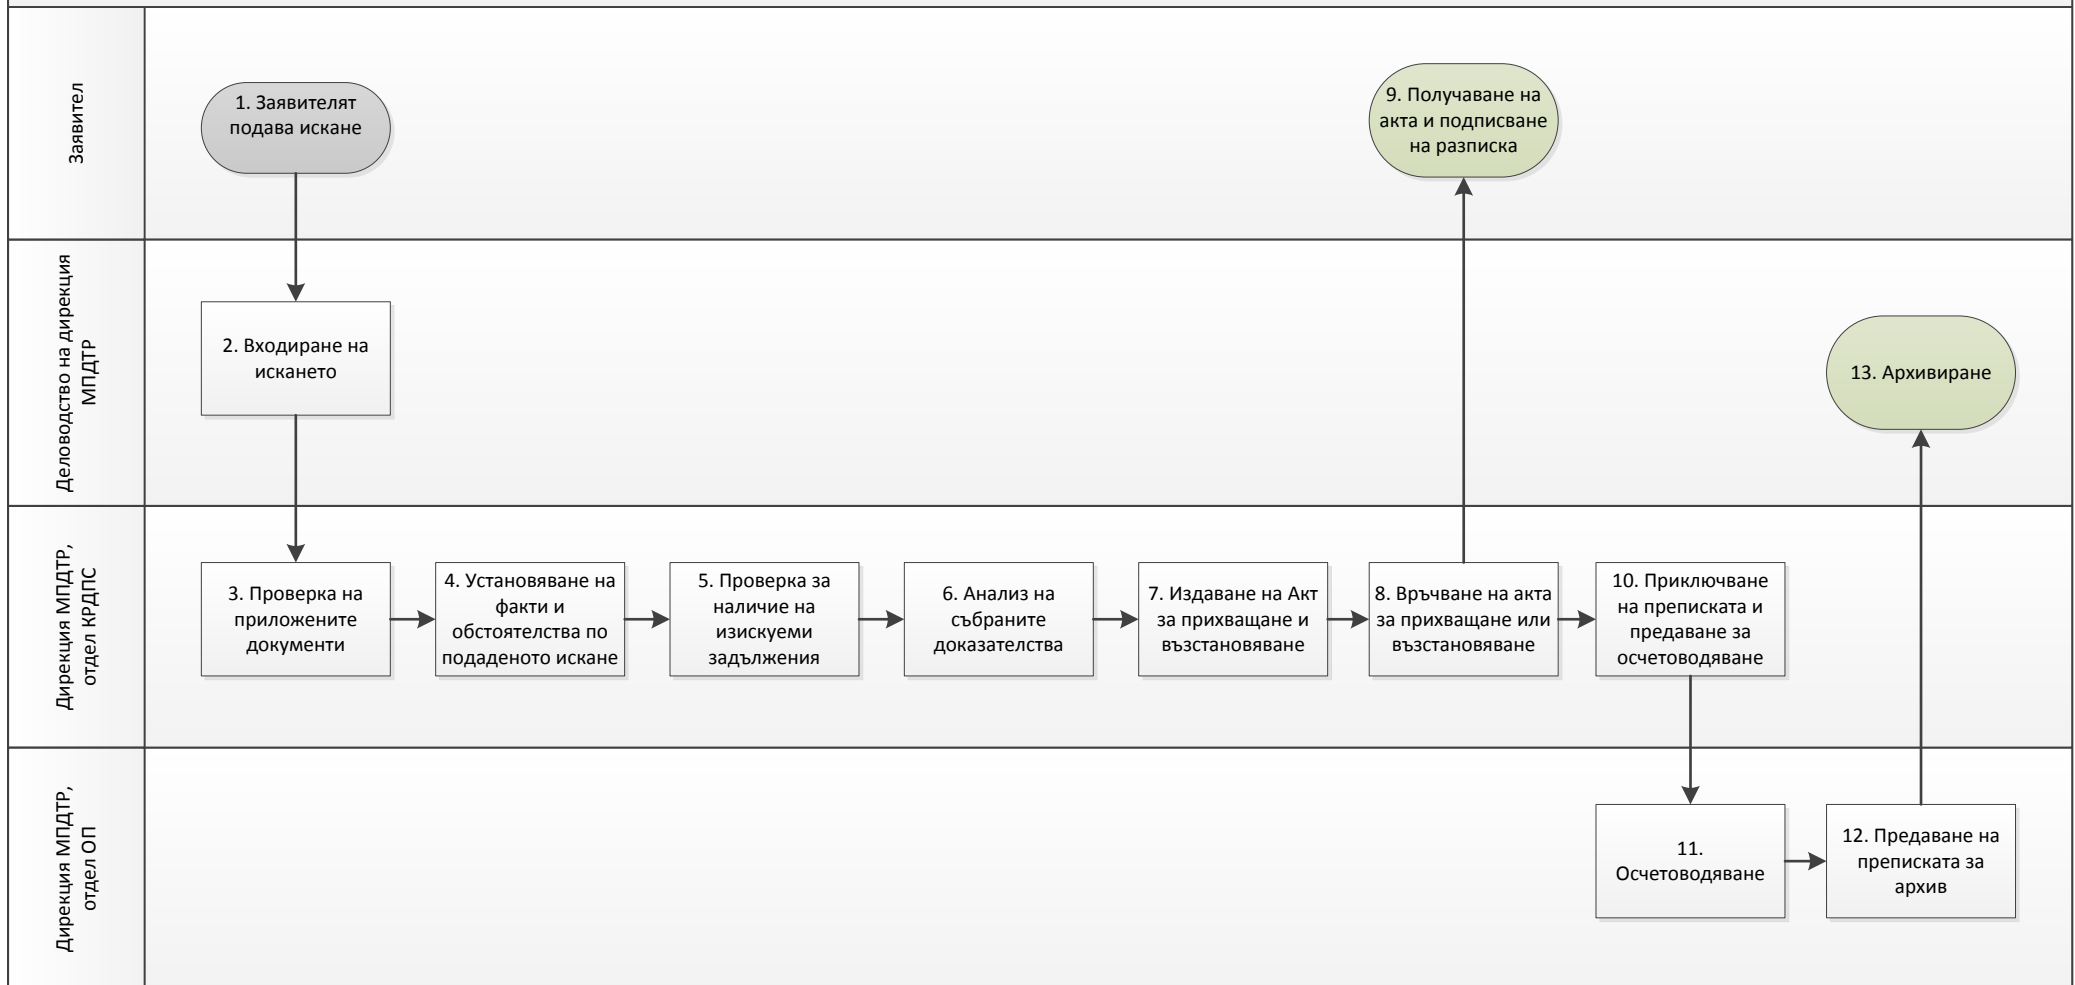 Заявител
1. Заявителят
подава искане
9. Получаване на
акта и подписване
на разписка
Деловодство на дирекция
МПДТР
2. Входиране на
искането
13. Архивиране
Дирекция МПДТР,
отдел КРДПС
3. Проверка на
приложените
документи
4. Установяване на
факти и
обстоятелства по
подаденото искане
5. Проверка за
наличие на
изискуеми
задължения
6. Анализ на
събраните
доказателства
7. Издаване на Акт
за прихващане и
възстановяване
8. Връчване на акта
за прихващане или
възстановяване
10. Приключване
на преписката и
предаване за
осчетоводяване
Дирекция МПДТР,
отдел ОП
11.
Осчетоводяване
12. Предаване на
преписката за
архив